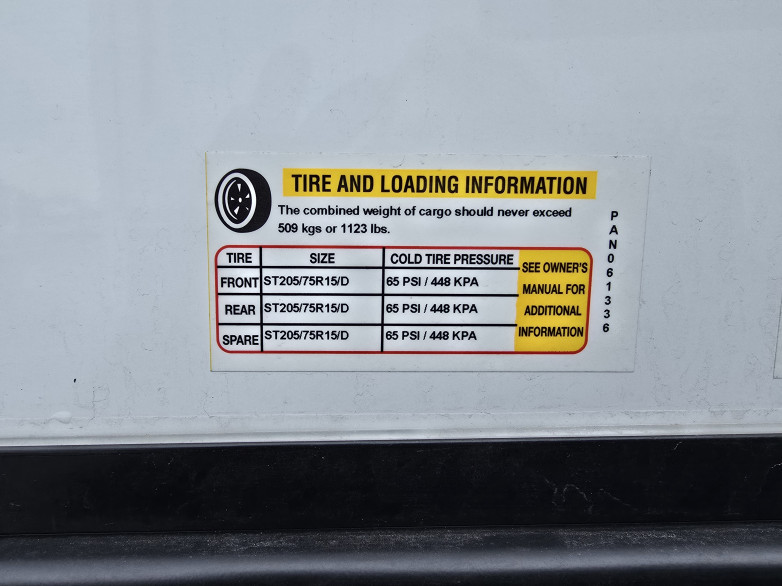 TIRE AND LOADING INFORMATION
The combined weight of cargo should never exceed
509 kgs or 1123 lbs.
TIRE SIZE COLD TIRE PRESSURE
FRONT ST205/75R15/D 65 PSI / 448 KPA
REAR ST205/75R15/D 65 PSI / 448 KPA
SPARE ST205/75R15/D 65 PSI / 448 KPA
SEE OWNER'S
MANUAL FOR
ADDITIONAL
INFORMATION
PAN061336